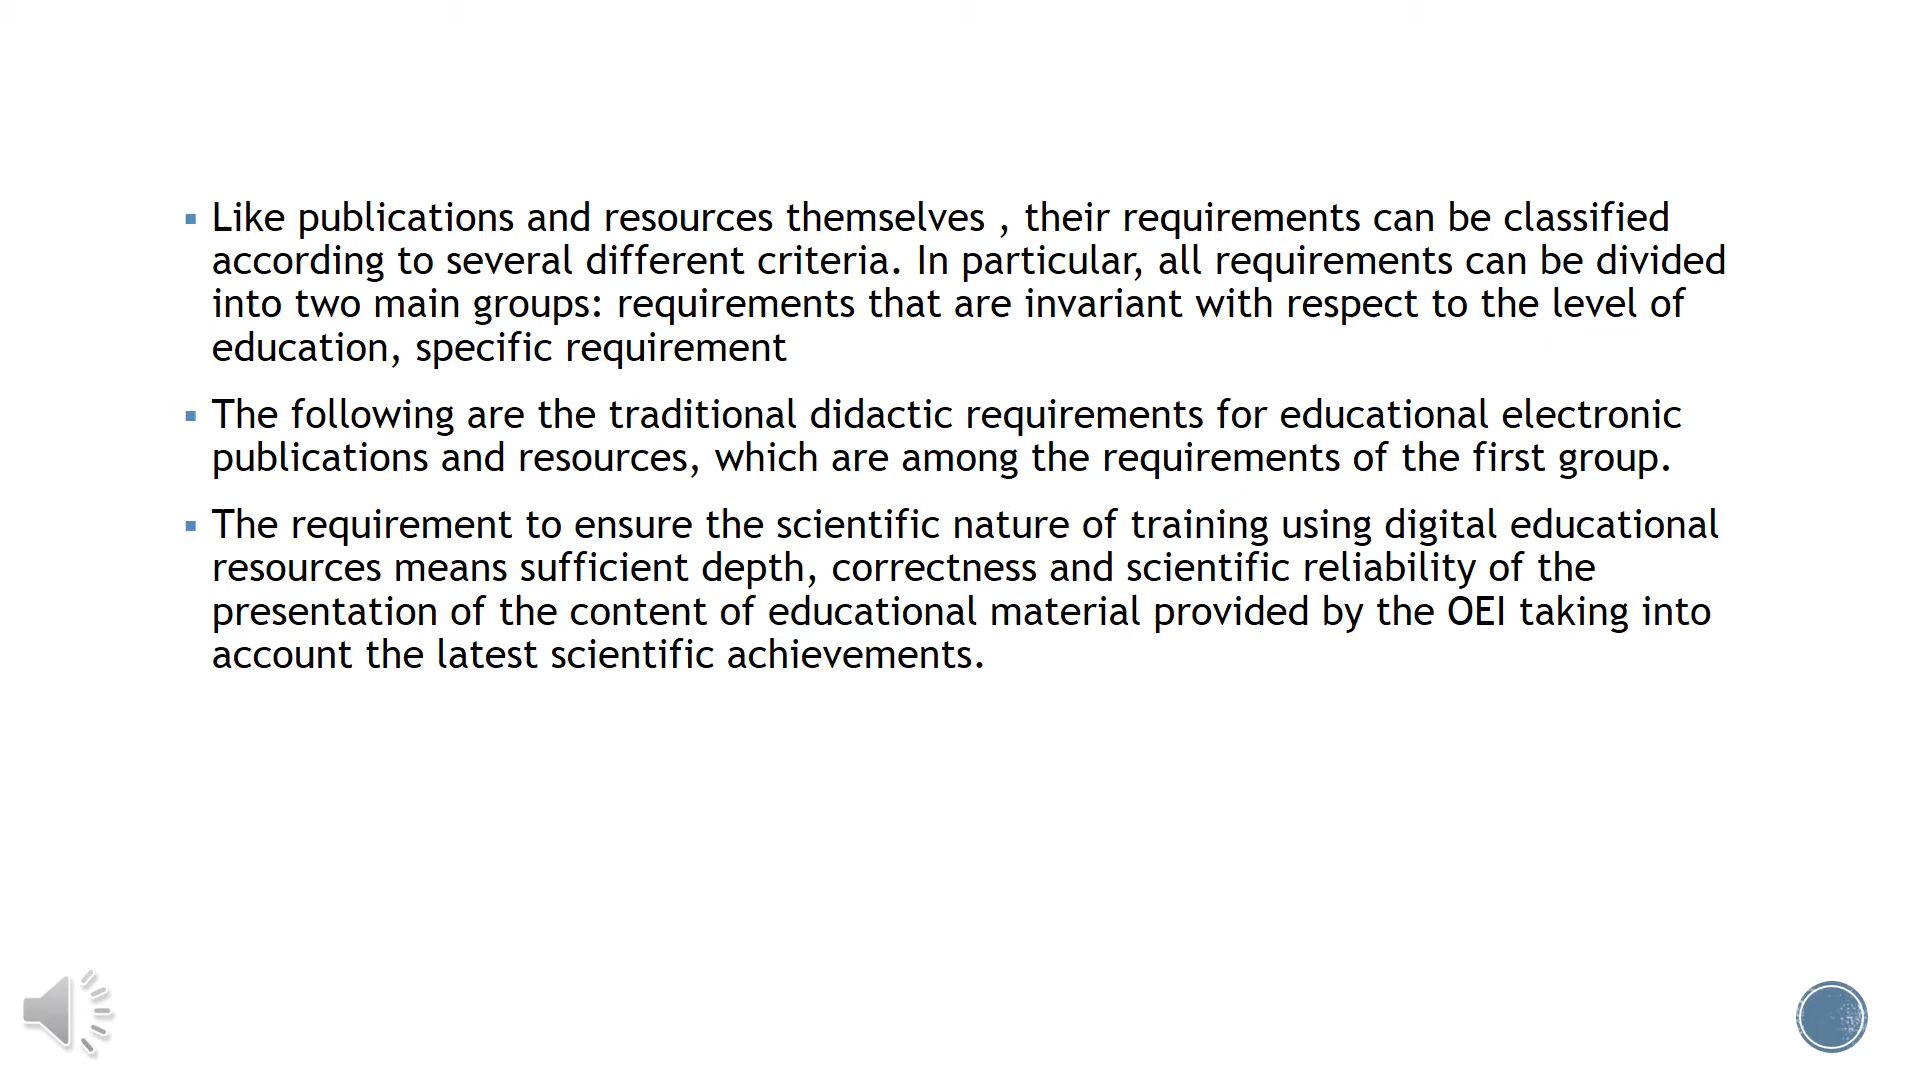 Like publications and resources themselves , their requirements can be classified
according to several different criteria. In particular, all requirements can be divided
into two main groups: requirements that are invariant with respect to the level of
education, specific requirement
The following are the traditional didactic requirements for educational electronic
publications and resources, which are among the requirements of the first group.
The requirement to ensure the scientific nature of training using digital educational
resources means sufficient depth, correctness and scientific reliability of the
presentation of the content of educational material provided by the OEI taking into
account the latest scientific achievements.